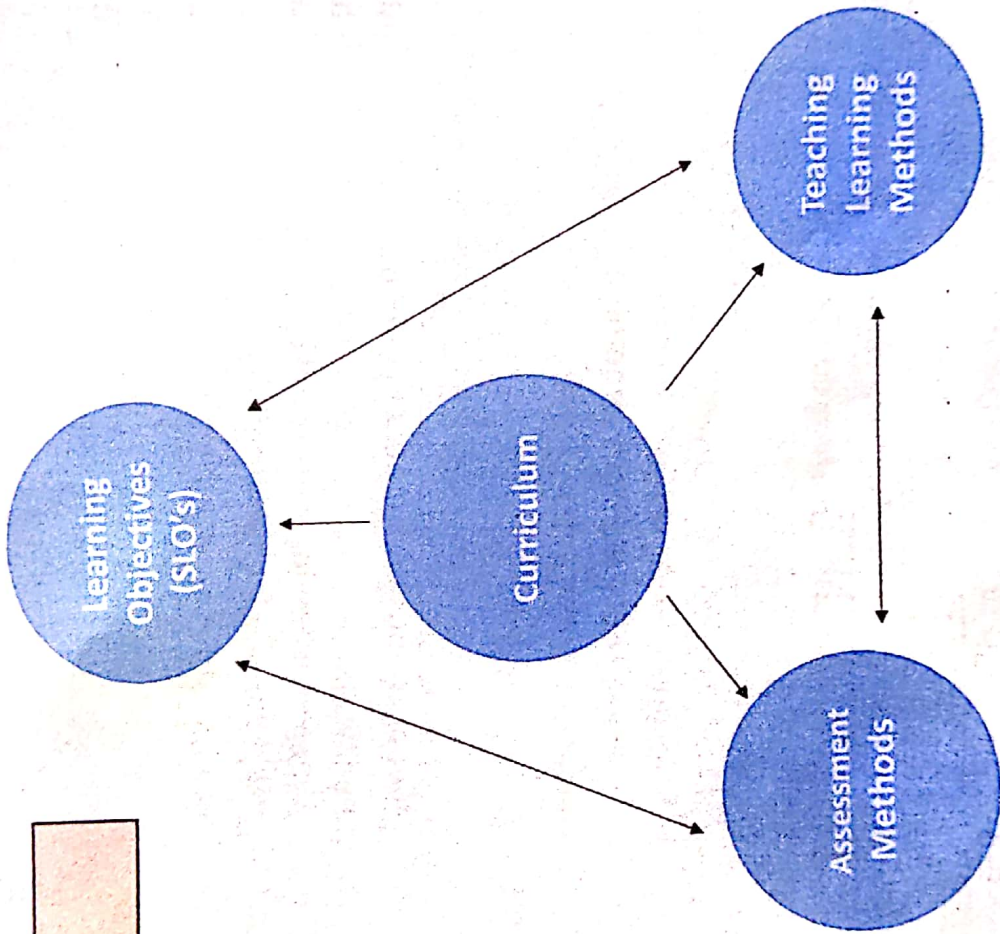 Learning
Objectives
(SLO's)
Curriculum
Teaching
Learning
Methods
Assessment
Methods